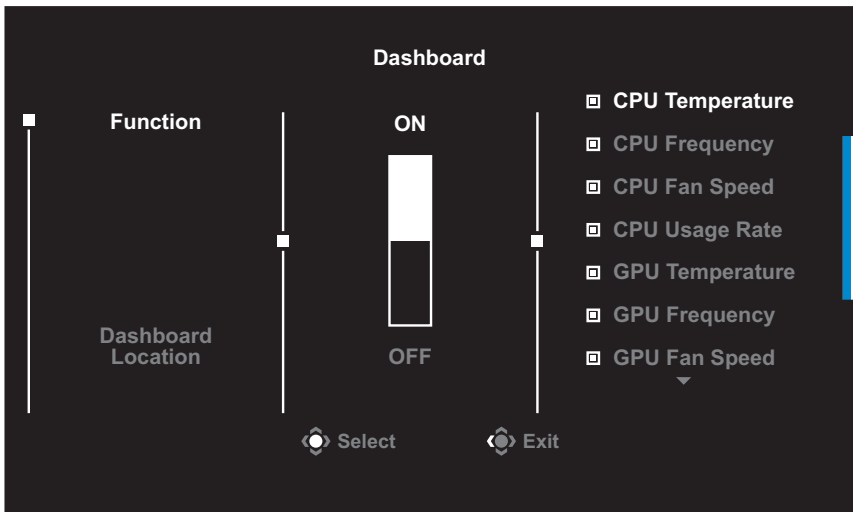 Dashboard
Function
ON
CPU Temperature
CPU Frequency
CPU Fan Speed
CPU Usage Rate
GPU Temperature
GPU Frequency
GPU Fan Speed
Dashboard
Location
OFF
Select
Exit